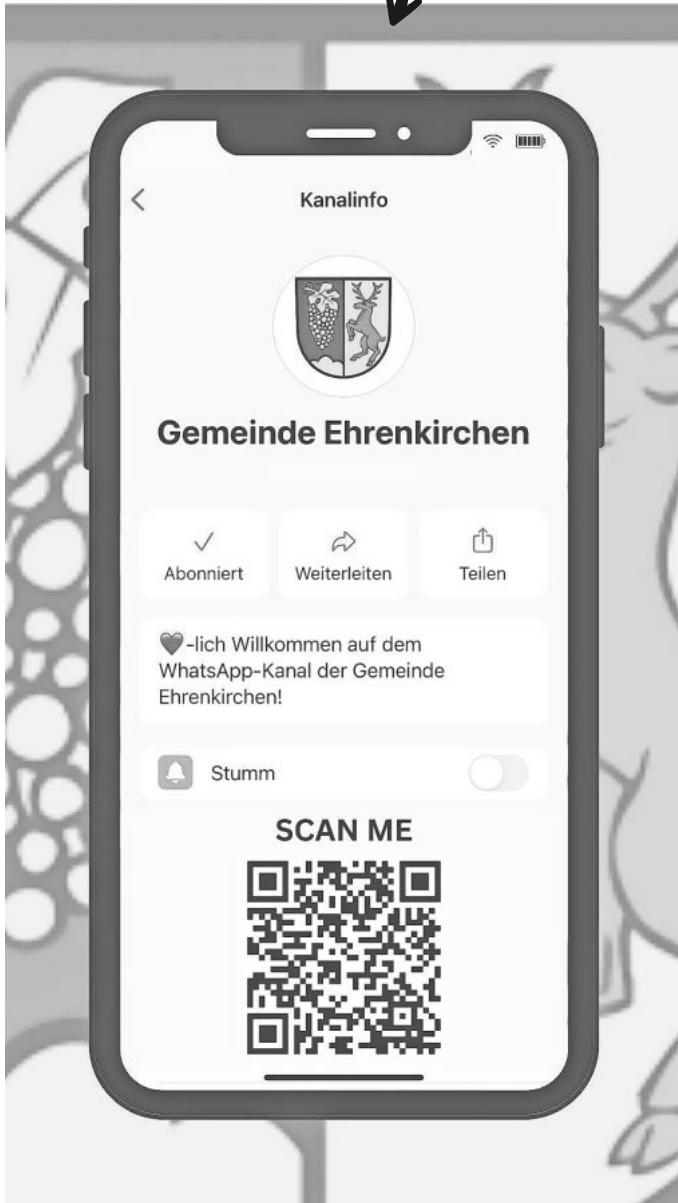 Kanalinfo
Gemeinde Ehrenkirchen
Abonniert
Weiterleiten
Teilen
🖤-lich Willkommen auf dem
WhatsApp-Kanal der Gemeinde
Ehrenkirchen!
Stumm
SCAN ME